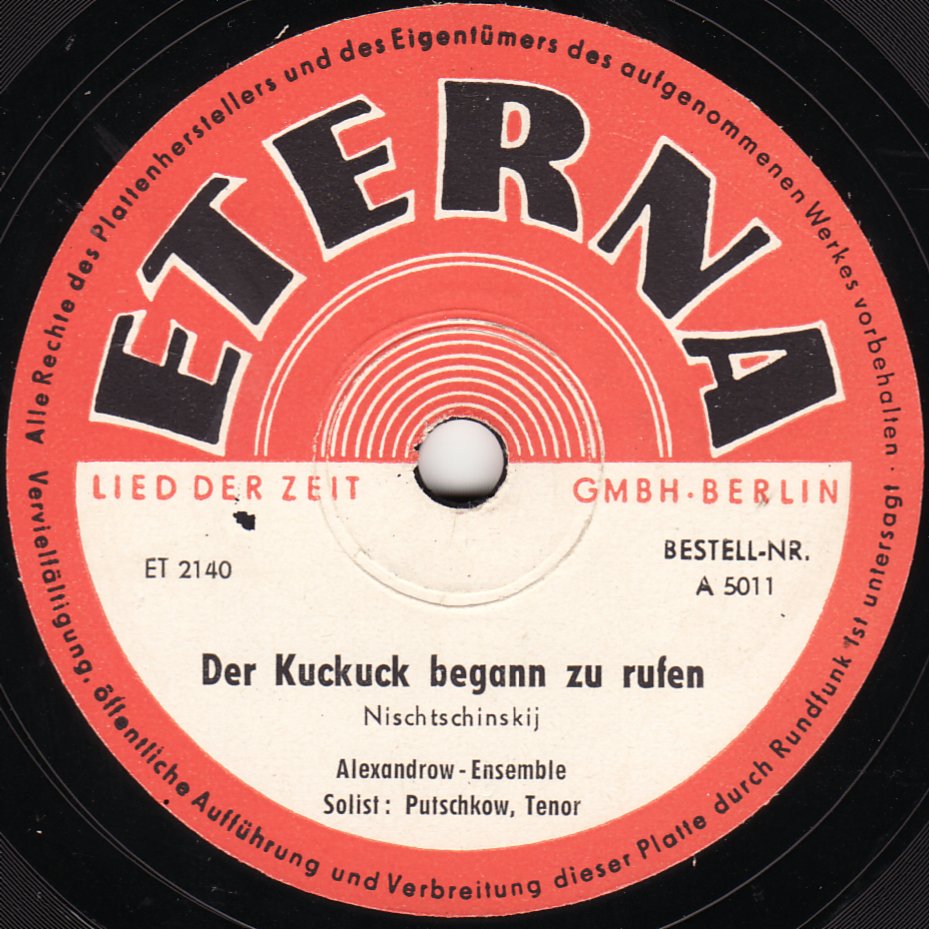 Alle Rechte des Plattenherstellers und des Eigentümers des aufgenommenen Werkes vorbehalten ·
ETERNA
LIED DER ZEIT GMBH·BERLIN
ET 2140
BESTELL-NR.
A 5011
Der Kuckuck begann zu rufen
Nischtschinskij
Alexandrow-Ensemble
Solist: Putschkow, Tenor
Vervielfältigung, öffentliche Aufführung und Verbreitung dieser Platte durch Rundfunk ist untersagt